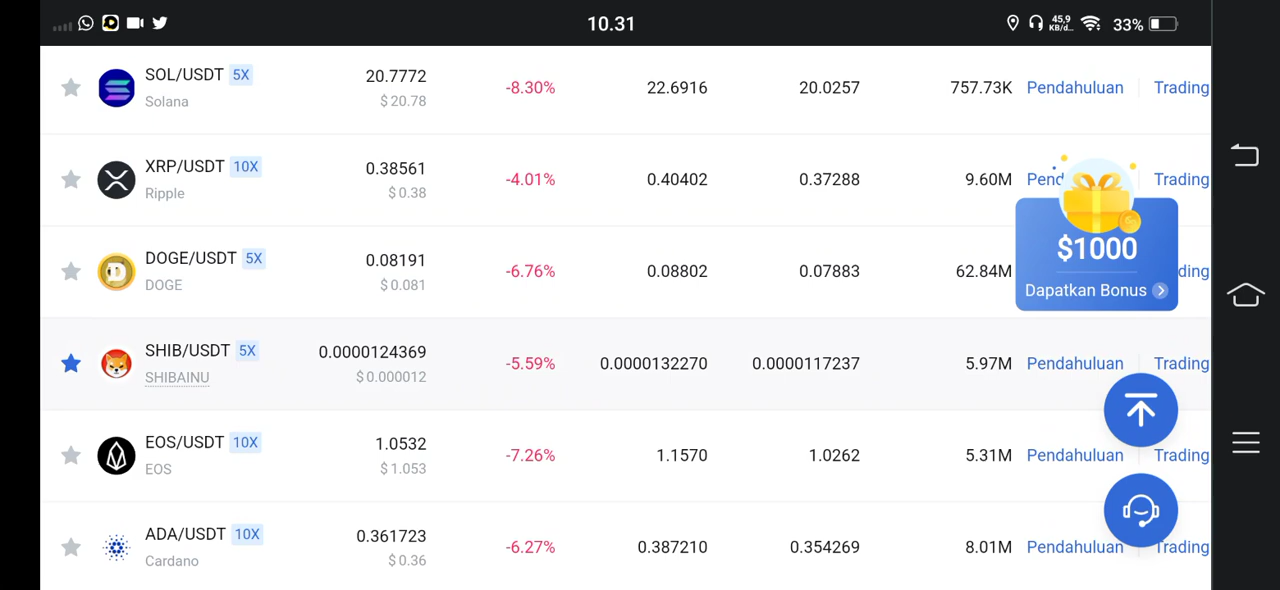 10.31 45,9 KB/d... 33%
SOL/USDT 5X 20.7772 -8.30% 22.6916 20.0257 757.73K Pendahuluan Trading
Solana $20.78
XRP/USDT 10X 0.38561 -4.01% 0.40402 0.37288 9.60M Pend Trading
Ripple $0.38
$1000
Dapatkan Bonus
DOGE/USDT 5X 0.08191 -6.76% 0.08802 0.07883 62.84M ding
DOGE $0.081
SHIB/USDT 5X 0.0000124369 -5.59% 0.0000132270 0.0000117237 5.97M Pendahuluan Trading
SHIBAINU $0.000012
EOS/USDT 10X 1.0532 -7.26% 1.1570 1.0262 5.31M Pendahuluan Trading
EOS $1.053
ADA/USDT 10X 0.361723 -6.27% 0.387210 0.354269 8.01M Pendahuluan Trading
Cardano $0.36